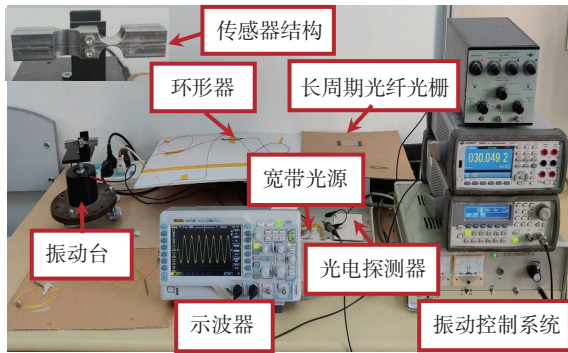 传感器结构
环形器
长周期光纤光栅
宽带光源
振动台
光电探测器
示波器
振动控制系统
RIGOL
030.049 2